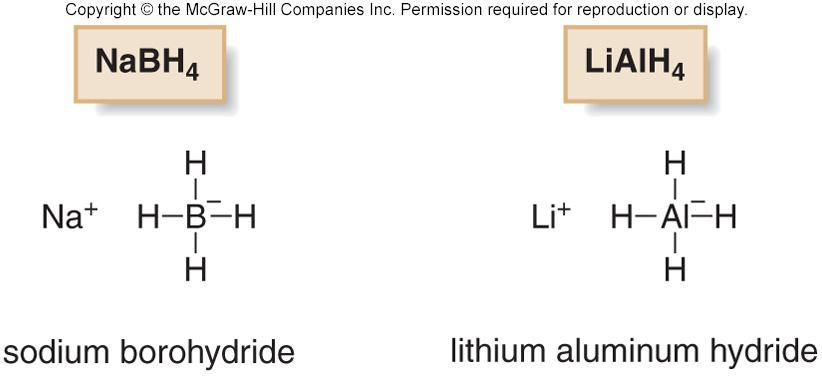 Copyright © the McGraw-Hill Companies Inc. Permission required for reproduction or display.
NaBH₄ LiAlH₄
H H
Na⁺ H–B⁻–H Li⁺ H–Al⁻–H
H H
sodium borohydride lithium aluminum hydride